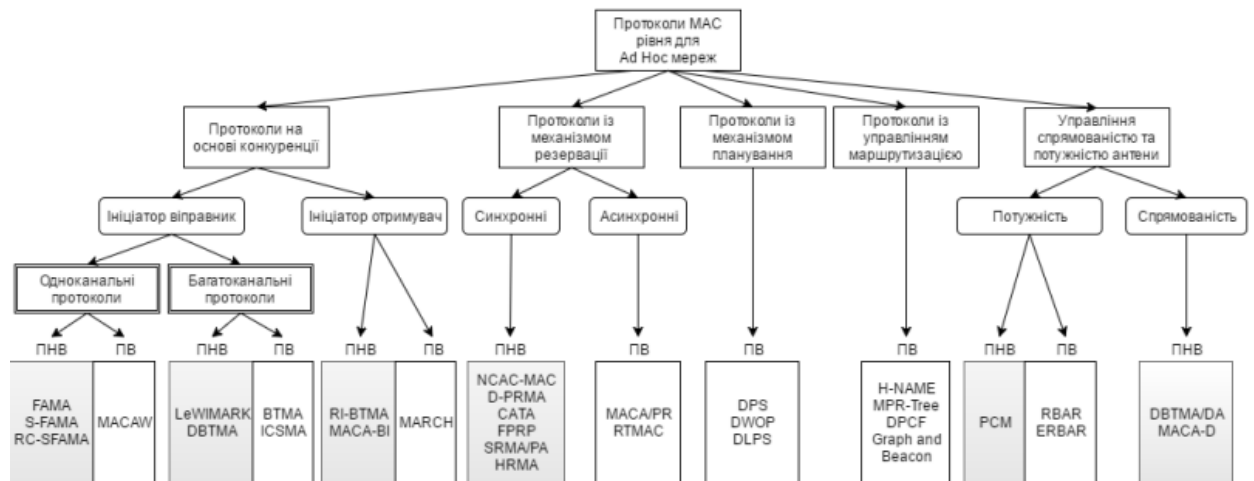 Протоколи MAC
рівня для
Ad Hoc мереж
Протоколи на
основі конкуренції
Протоколи із
механізмом
резервації
Протоколи із
механізмом
планування
Протоколи із
управлінням
маршрутизацією
Управління
спрямованістю та
потужністю антени
Ініціатор віправник
Ініціатор отримувач
Синхронні
Асинхронні
Потужність
Спрямованість
Одноканальні
протоколи
Багатоканальні
протоколи
ПНВ
ПВ
ПНВ
ПВ
ПНВ
ПВ
ПНВ
ПВ
ПВ
ПВ
ПНВ
ПВ
ПНВ
FAMA
S-FAMA
RC-SFAMA
MACAW
LeWIMARK
DBTMA
BTMA
ICSMA
RI-BTMA
MACA-BI
MARCH
NCAC-MAC
D-PRMA
CATA
FPRP
SRMA/PA
HRMA
MACA/PR
RTMAC
DPS
DWOP
DLPS
H-NAME
MPR-Tree
DPCF
Graph and
Beacon
PCM
RBAR
ERBAR
DBTMA/DA
MACA-D